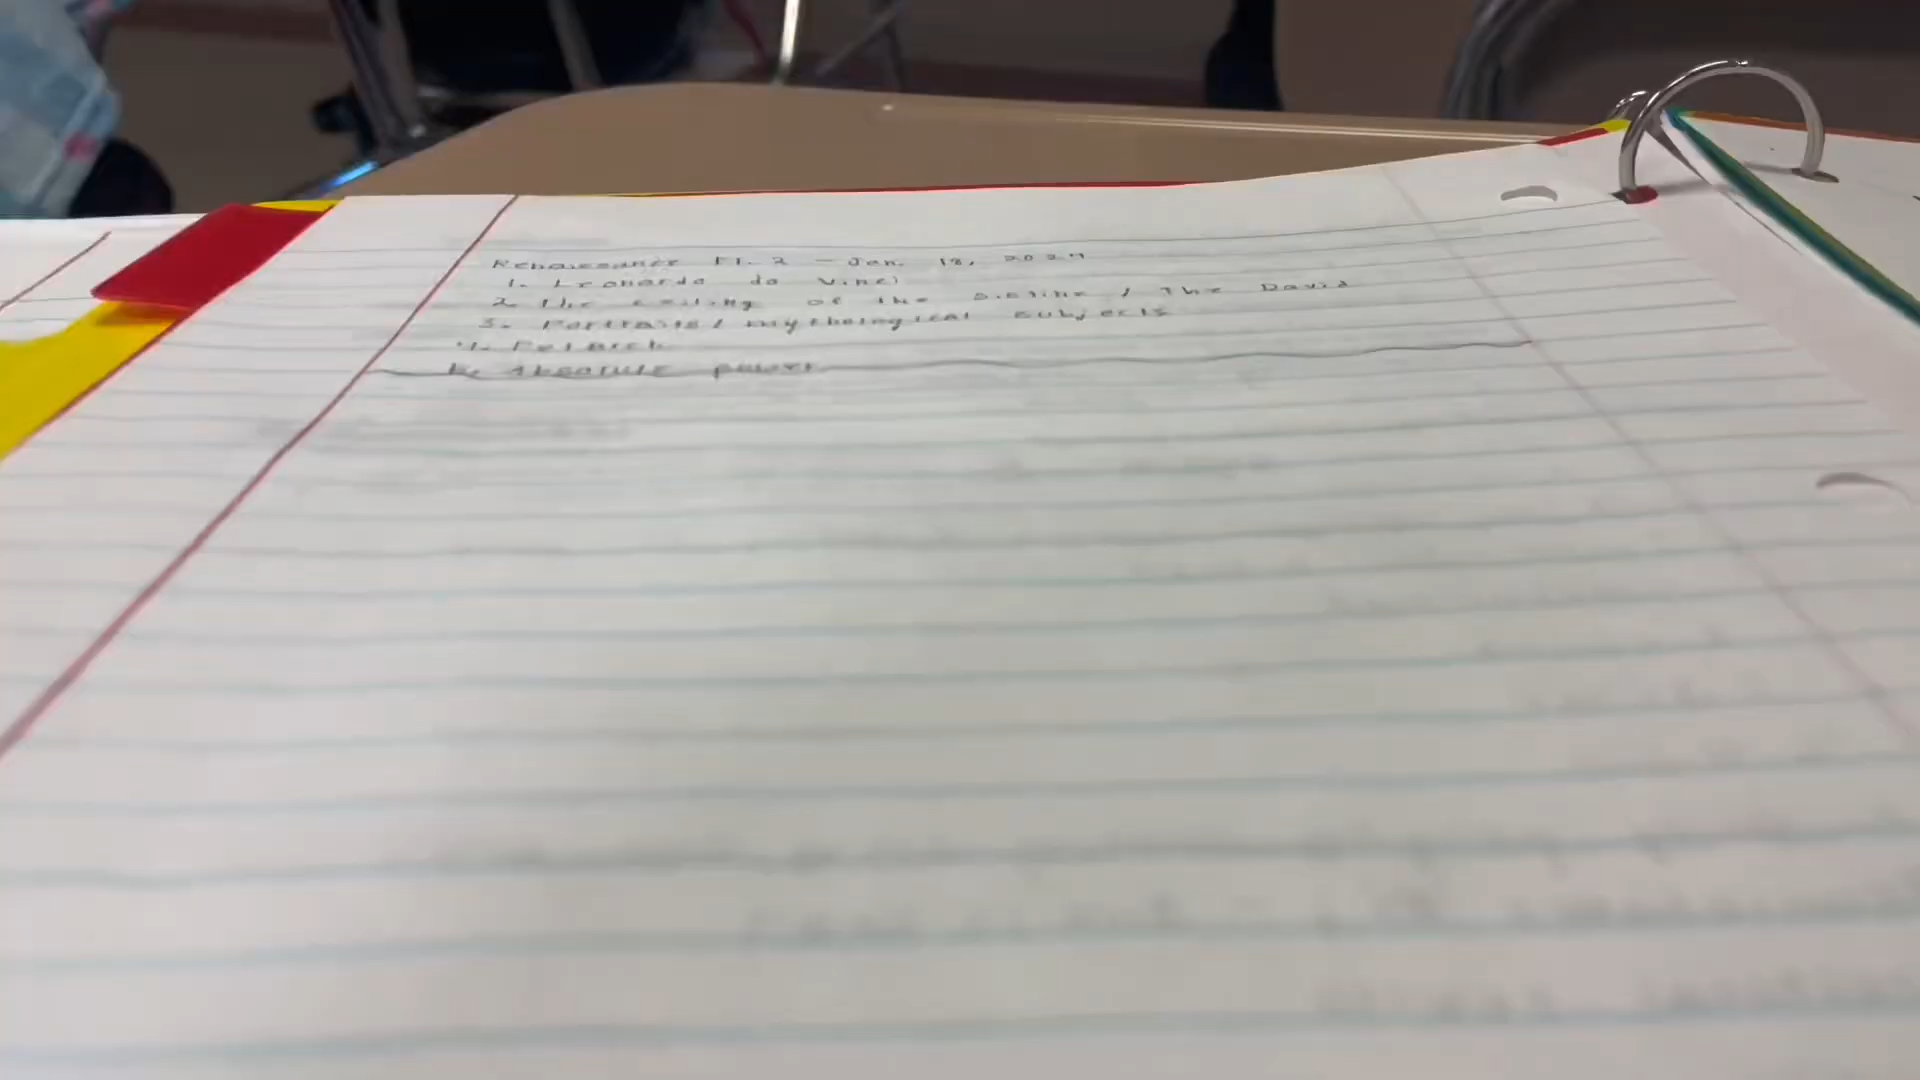 Renaissance Pt. 2 - Jan. 18, 2024
1. Leonardo da Vinci
2. The ceiling of the Sistine / The David
3. Portraits / mythological subjects
4. Petrarch
5. Absolute power